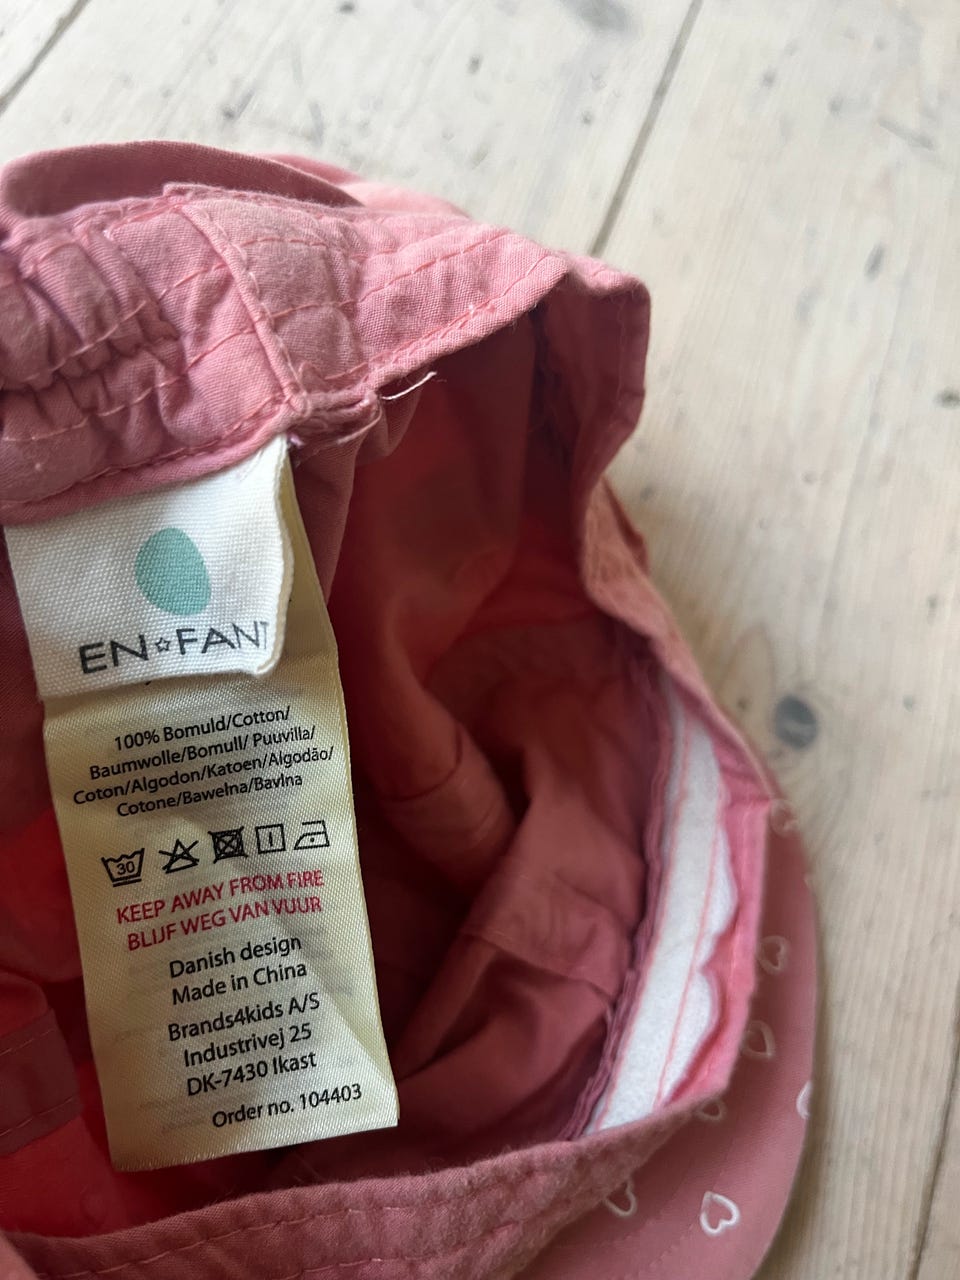 EN☆FANT
100% Bomuld/Cotton/
Baumwolle/Bomull/ Puuvilla/
Coton/Algodon/Katoen/Algodão/
Cotone/Bawełna/Bavlna
30
KEEP AWAY FROM FIRE
BLIJF WEG VAN VUUR
Danish design
Made in China
Brands4kids A/S
Industrivej 25
DK-7430 Ikast
Order no. 104403